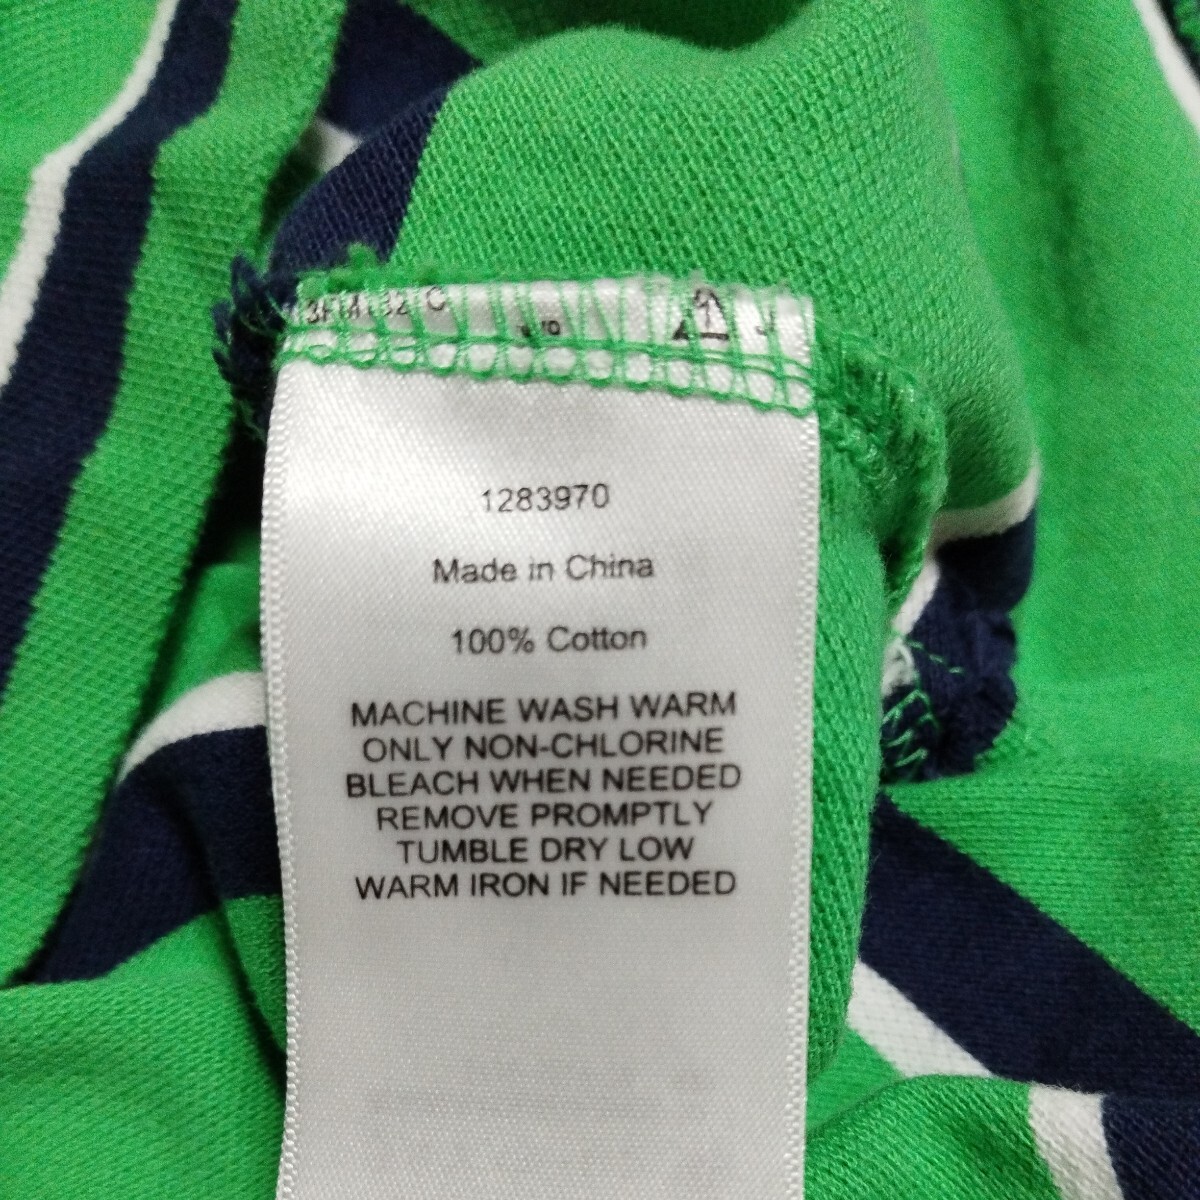 1283970
Made in China
100% Cotton
MACHINE WASH WARM
ONLY NON-CHLORINE
BLEACH WHEN NEEDED
REMOVE PROMPTLY
TUMBLE DRY LOW
WARM IRON IF NEEDED